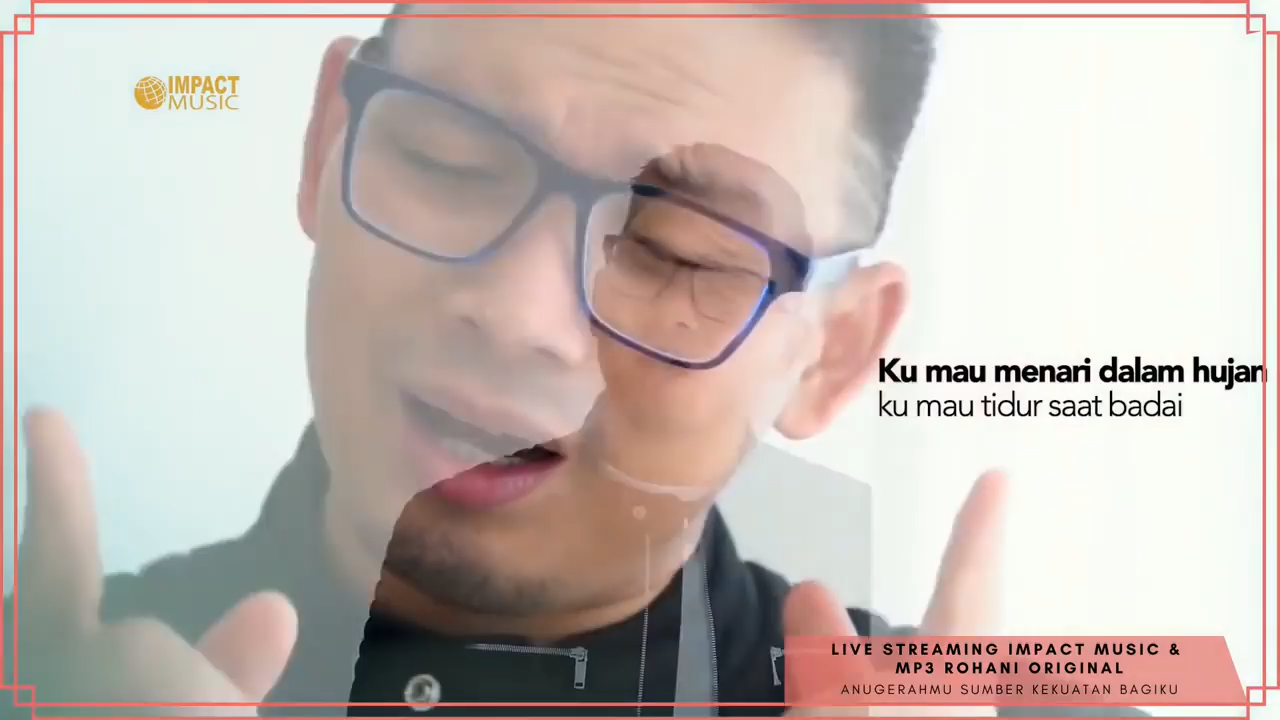 IMPACT
MUSIC
Ku mau menari dalam hujan
ku mau tidur saat badai
LIVE STREAMING IMPACT MUSIC &
MP3 ROHANI ORIGINAL
ANUGERAHMU SUMBER KEKUATAN BAGIKU